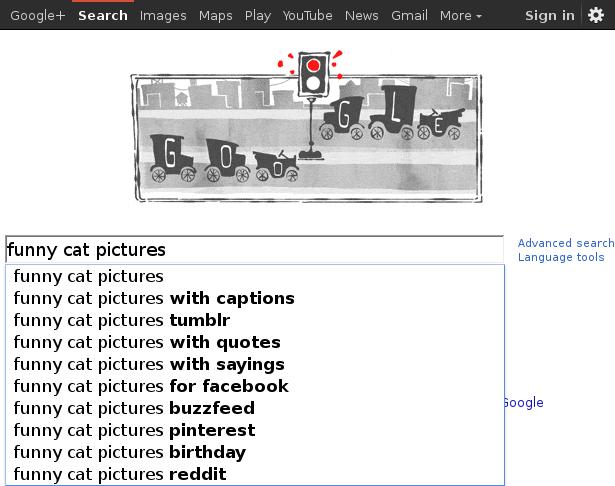 Google+ Search Images Maps Play YouTube News Gmail More Sign in
G L E
G O O
funny cat pictures
Advanced search
Language tools
funny cat pictures
funny cat pictures with captions
funny cat pictures tumblr
funny cat pictures with quotes
funny cat pictures with sayings
funny cat pictures for facebook
Google
funny cat pictures buzzfeed
funny cat pictures pinterest
funny cat pictures birthday
funny cat pictures reddit